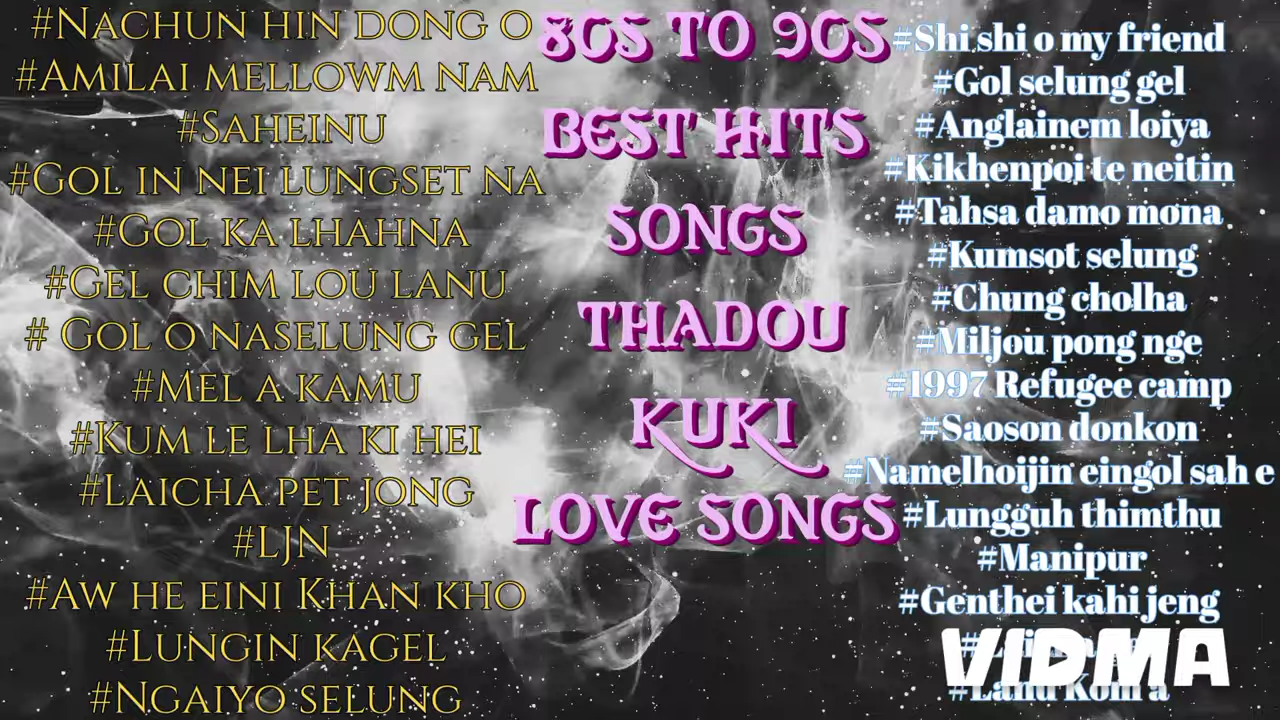 #Nachun hin dong o
#Amilai mellowm nam
#Saheinu
#Gol in nei lungset na
#Gol ka lhahna
#Gel chim lou lanu
# Gol o naselung gel
#Mel a kamu
#Kum le lha ki hei
#Laicha pet jong
#LJN
#Aw he eini Khan kho
#Lungin kagel
#Ngaiyo selung
80s to 90s
Best Hits
Songs
Thadou
Kuki
Love Songs
#Shi shi o my friend
#Gol selung gel
#Anglainem loiya
#Kikhenpoi te neitin
#Tahsa damo mona
#Kumsot selung
#Chung cholha
#Miljou pong nge
#1997 Refugee camp
#Saoson donkon
#Namelhoijin eingol sah e
#Lungguh thimthu
#Manipur
#Genthei kahi jeng
#Lanu Kom a
VIDMA